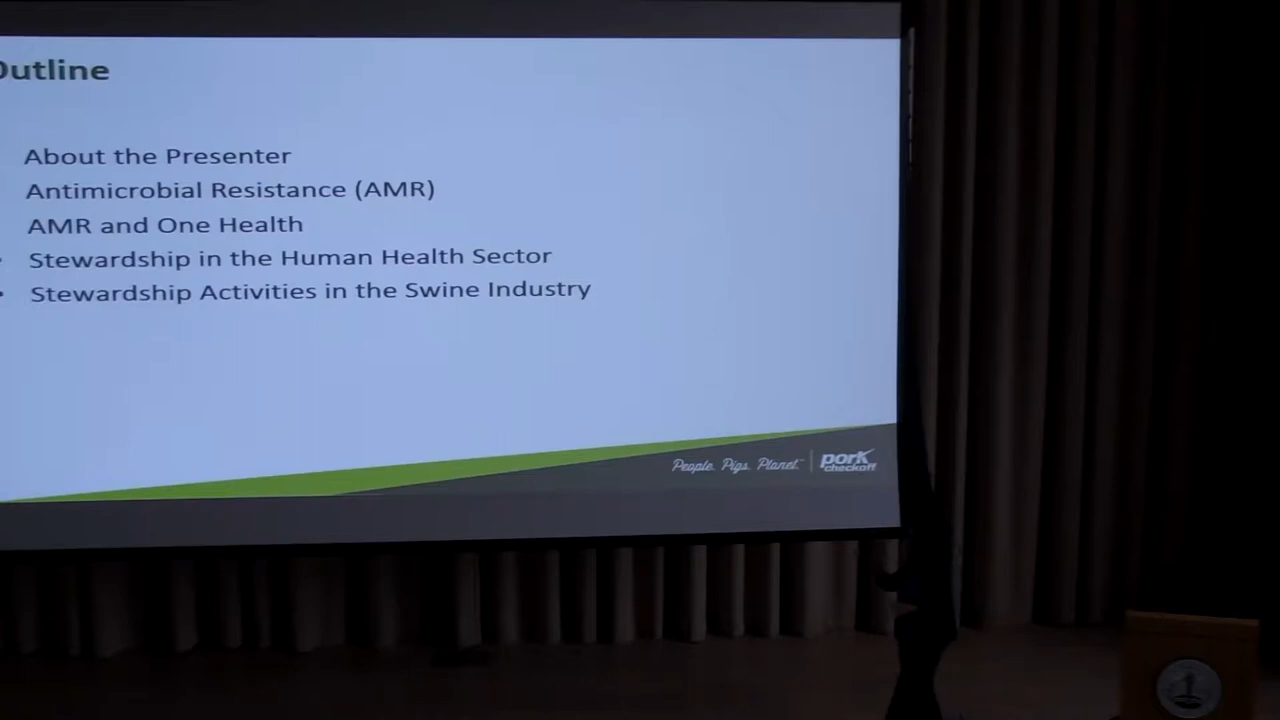 Outline
About the Presenter
Antimicrobial Resistance (AMR)
AMR and One Health
• Stewardship in the Human Health Sector
• Stewardship Activities in the Swine Industry
People. Pigs. Planet.™ | pork checkoff